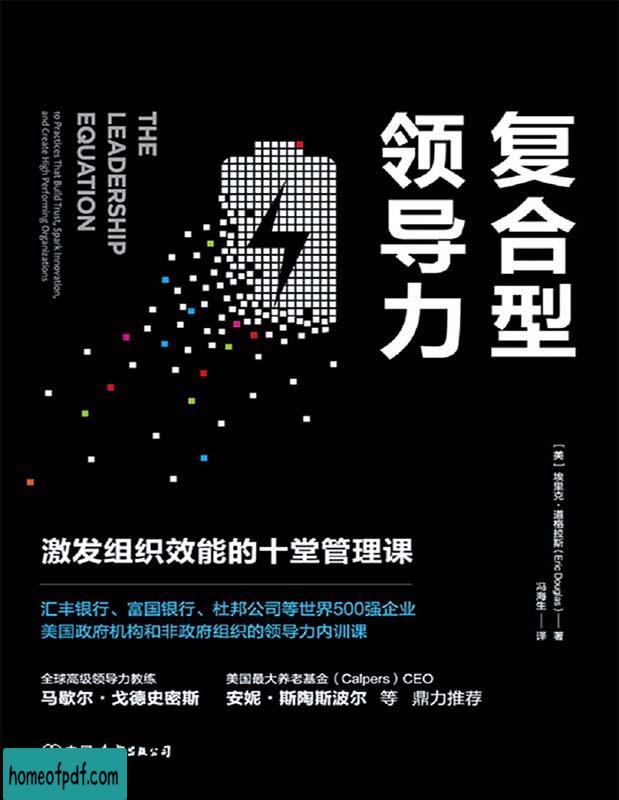 复合型
领导力
THE
LEADERSHIP
EQUATION
10 Practices That Build Trust, Spark Innovation,
and Create High Performing Organizations
[美] 埃里克·道格拉斯(Eric Douglas)—著
冯海生—译
激发组织效能的十堂管理课
汇丰银行、富国银行、杜邦公司等世界500强企业
美国政府机构和非政府组织的领导力内训课
全球高级领导力教练
马歇尔·戈德史密斯
美国最大养老基金（Calpers）CEO
安妮·斯陶斯波尔 等 鼎力推荐
出版公司
homeofpdf.com